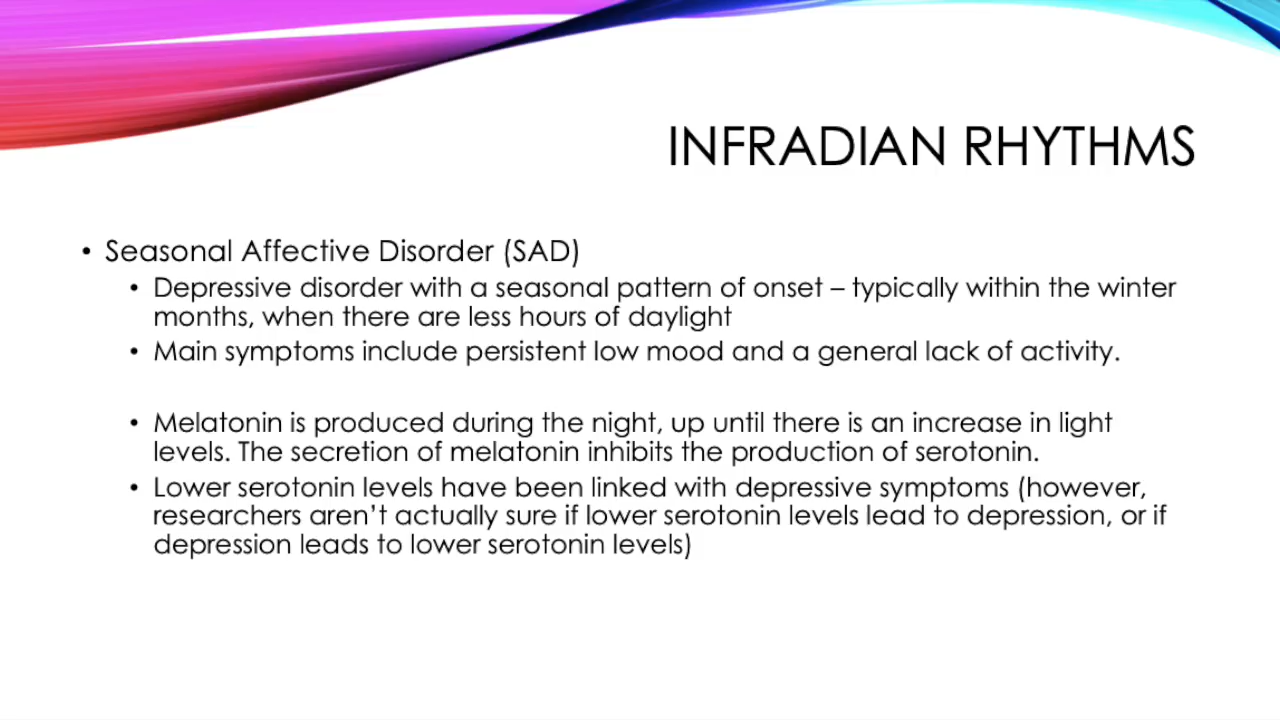 INFRADIAN RHYTHMS
• Seasonal Affective Disorder (SAD)
• Depressive disorder with a seasonal pattern of onset – typically within the winter
months, when there are less hours of daylight
• Main symptoms include persistent low mood and a general lack of activity.
• Melatonin is produced during the night, up until there is an increase in light
levels. The secretion of melatonin inhibits the production of serotonin.
• Lower serotonin levels have been linked with depressive symptoms (however,
researchers aren’t actually sure if lower serotonin levels lead to depression, or if
depression leads to lower serotonin levels)